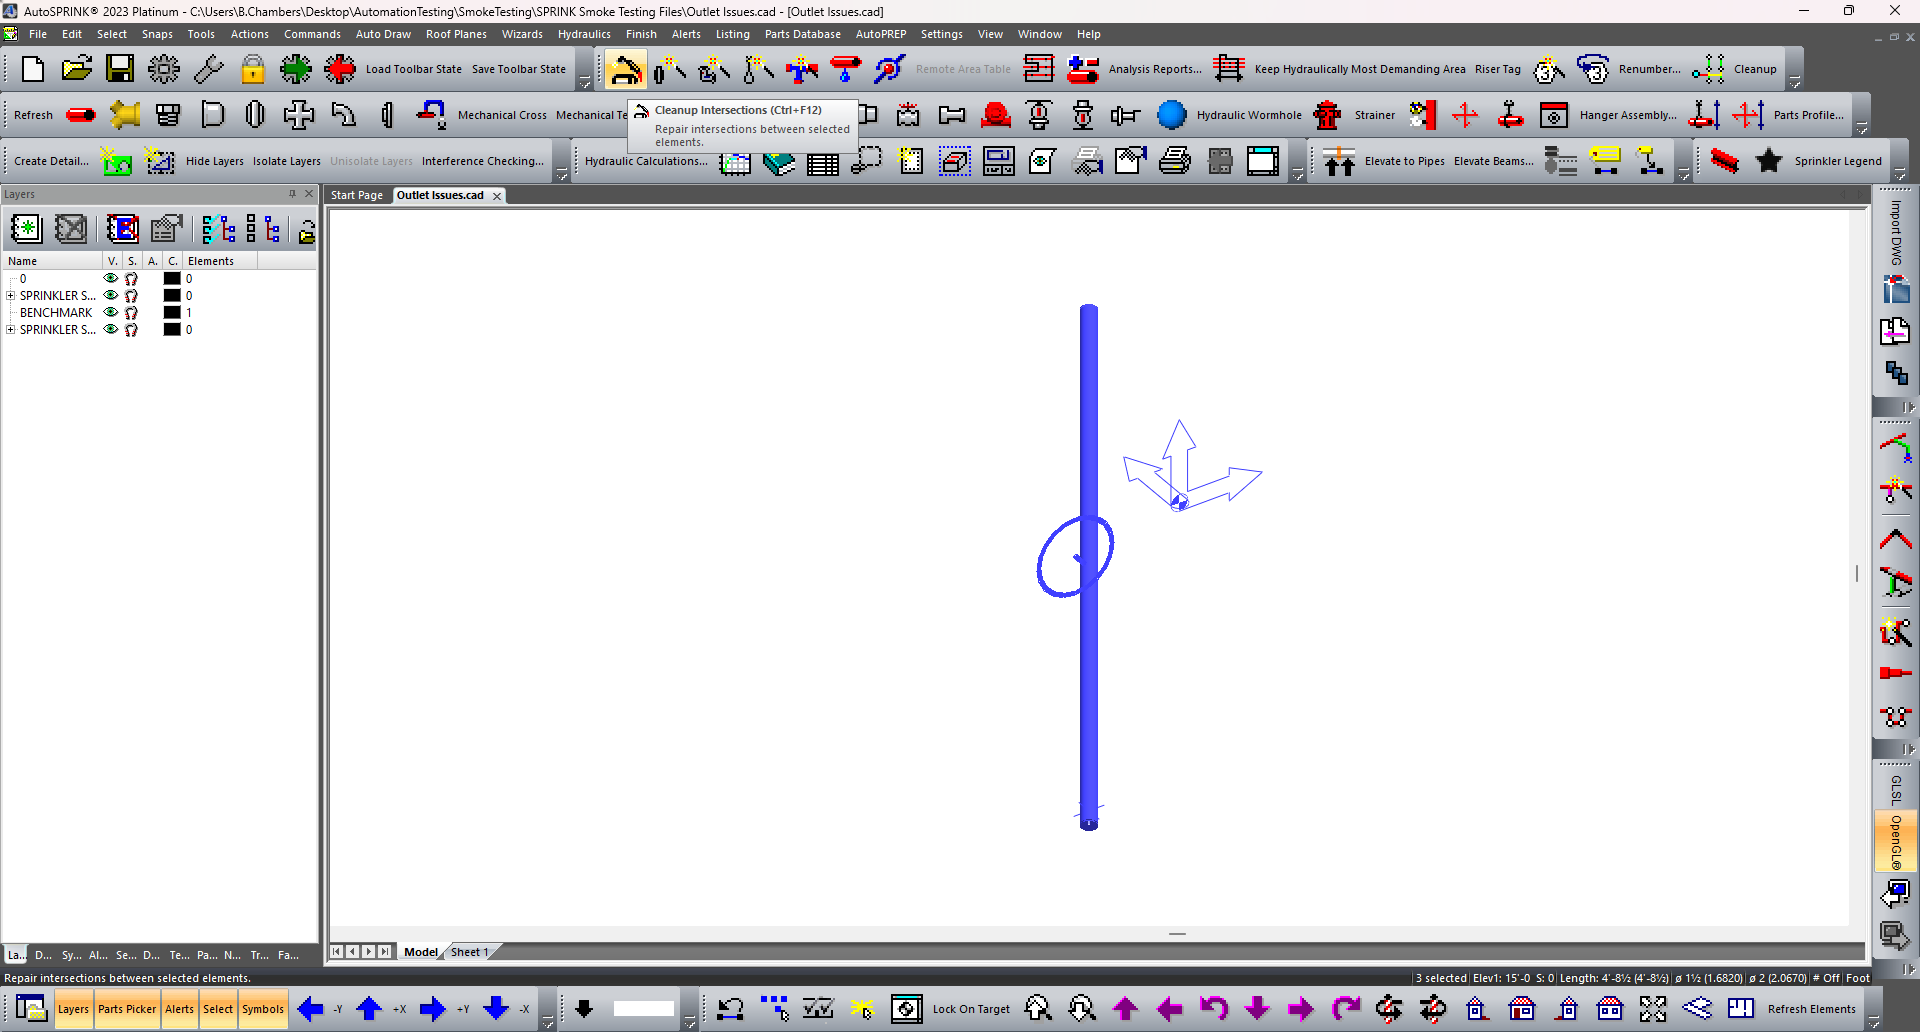 AutoSPRINK® 2023 Platinum - C:\Users\B.Chambers\Desktop\AutomationTesting\SmokeTesting\SPRINK Smoke Testing Files\Outlet Issues.cad - [Outlet Issues.cad]
File Edit Select Snaps Tools Actions Commands Auto Draw Roof Planes Wizards Hydraulics Finish Alerts Listing Parts Database AutoPREP Settings View Window Help
Load Toolbar State Save Toolbar State Remote Area Table Analysis Reports... Keep Hydraulically Most Demanding Area Riser Tag Renumber... Cleanup
Refresh Mechanical Cross Mechanical Te Hydraulic Wormhole Strainer Hanger Assembly... Parts Profile...
Cleanup Intersections (Ctrl+F12)
Repair intersections between selected
elements.
Create Detail... Hide Layers Isolate Layers Unisolate Layers Interference Checking... Hydraulic Calculations... Elevate to Pipes Elevate Beams... Sprinkler Legend
Layers
Start Page Outlet Issues.cad
Import DWG
Name V. S. A. C. Elements
0 0
SPRINKLER S... 0
BENCHMARK 1
SPRINKLER S... 0
GLSL
OpenGL®
La... D... Sy... Al... Se... D... Te... Pa... N... Tr... Fa...
Model Sheet 1
Repair intersections between selected elements.
3 selected Elev1: 15'-0 S: 0 Length: 4'-8½ (4'-8½) ø 1½ (1.6820) ø 2 (2.0670) # Off Foot
Layers Parts Picker Alerts Select Symbols -Y +X +Y -X Lock On Target Refresh Elements